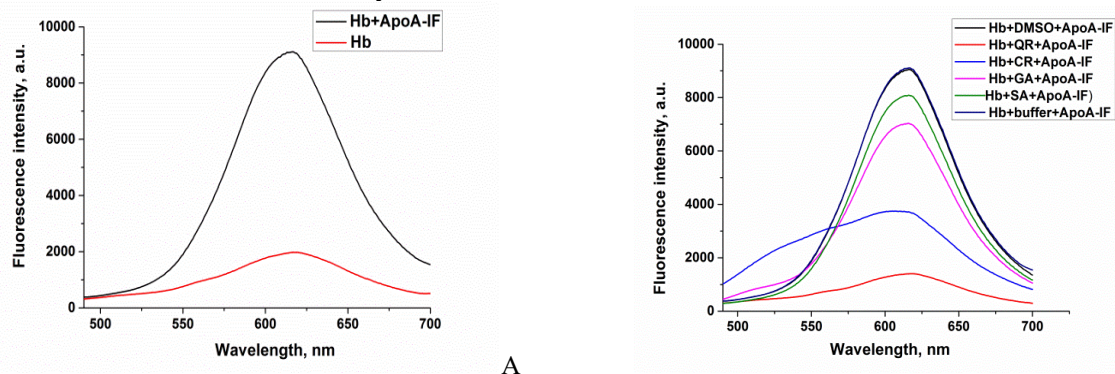 Hb+ApoA-IF
Hb
10000
8000
6000
4000
2000
0
Fluorescence intensity, a.u.
500 550 600 650 700
Wavelength, nm
A
Hb+DMSO+ApoA-IF
Hb+QR+ApoA-IF
Hb+CR+ApoA-IF
Hb+GA+ApoA-IF
Hb+SA+ApoA-IF)
Hb+buffer+ApoA-IF
10000
8000
6000
4000
2000
0
Fluorescence intensity, a.u.
500 550 600 650 700
Wavelength, nm